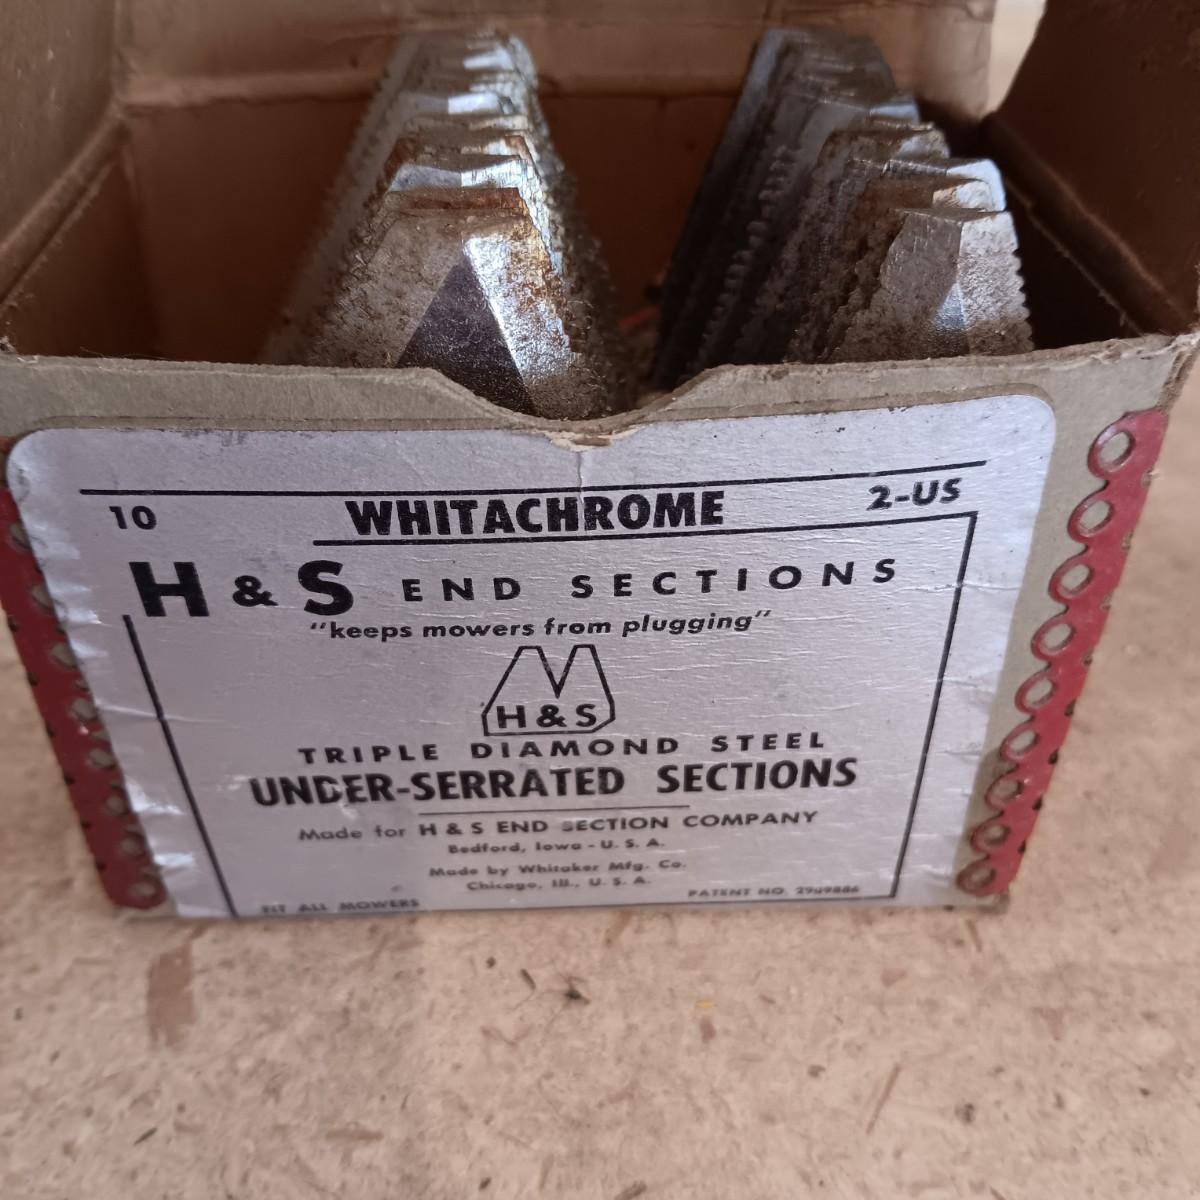 10 WHITACHROME 2-US
H & S END SECTIONS
"keeps mowers from plugging"
H & S
TRIPLE DIAMOND STEEL
UNDER-SERRATED SECTIONS
Made for H & S END SECTION COMPANY
Bedford, Iowa - U. S. A.
Made by Whitaker Mfg. Co.
Chicago, Ill., U. S. A.
FIT ALL MOWERS PATENT NO.